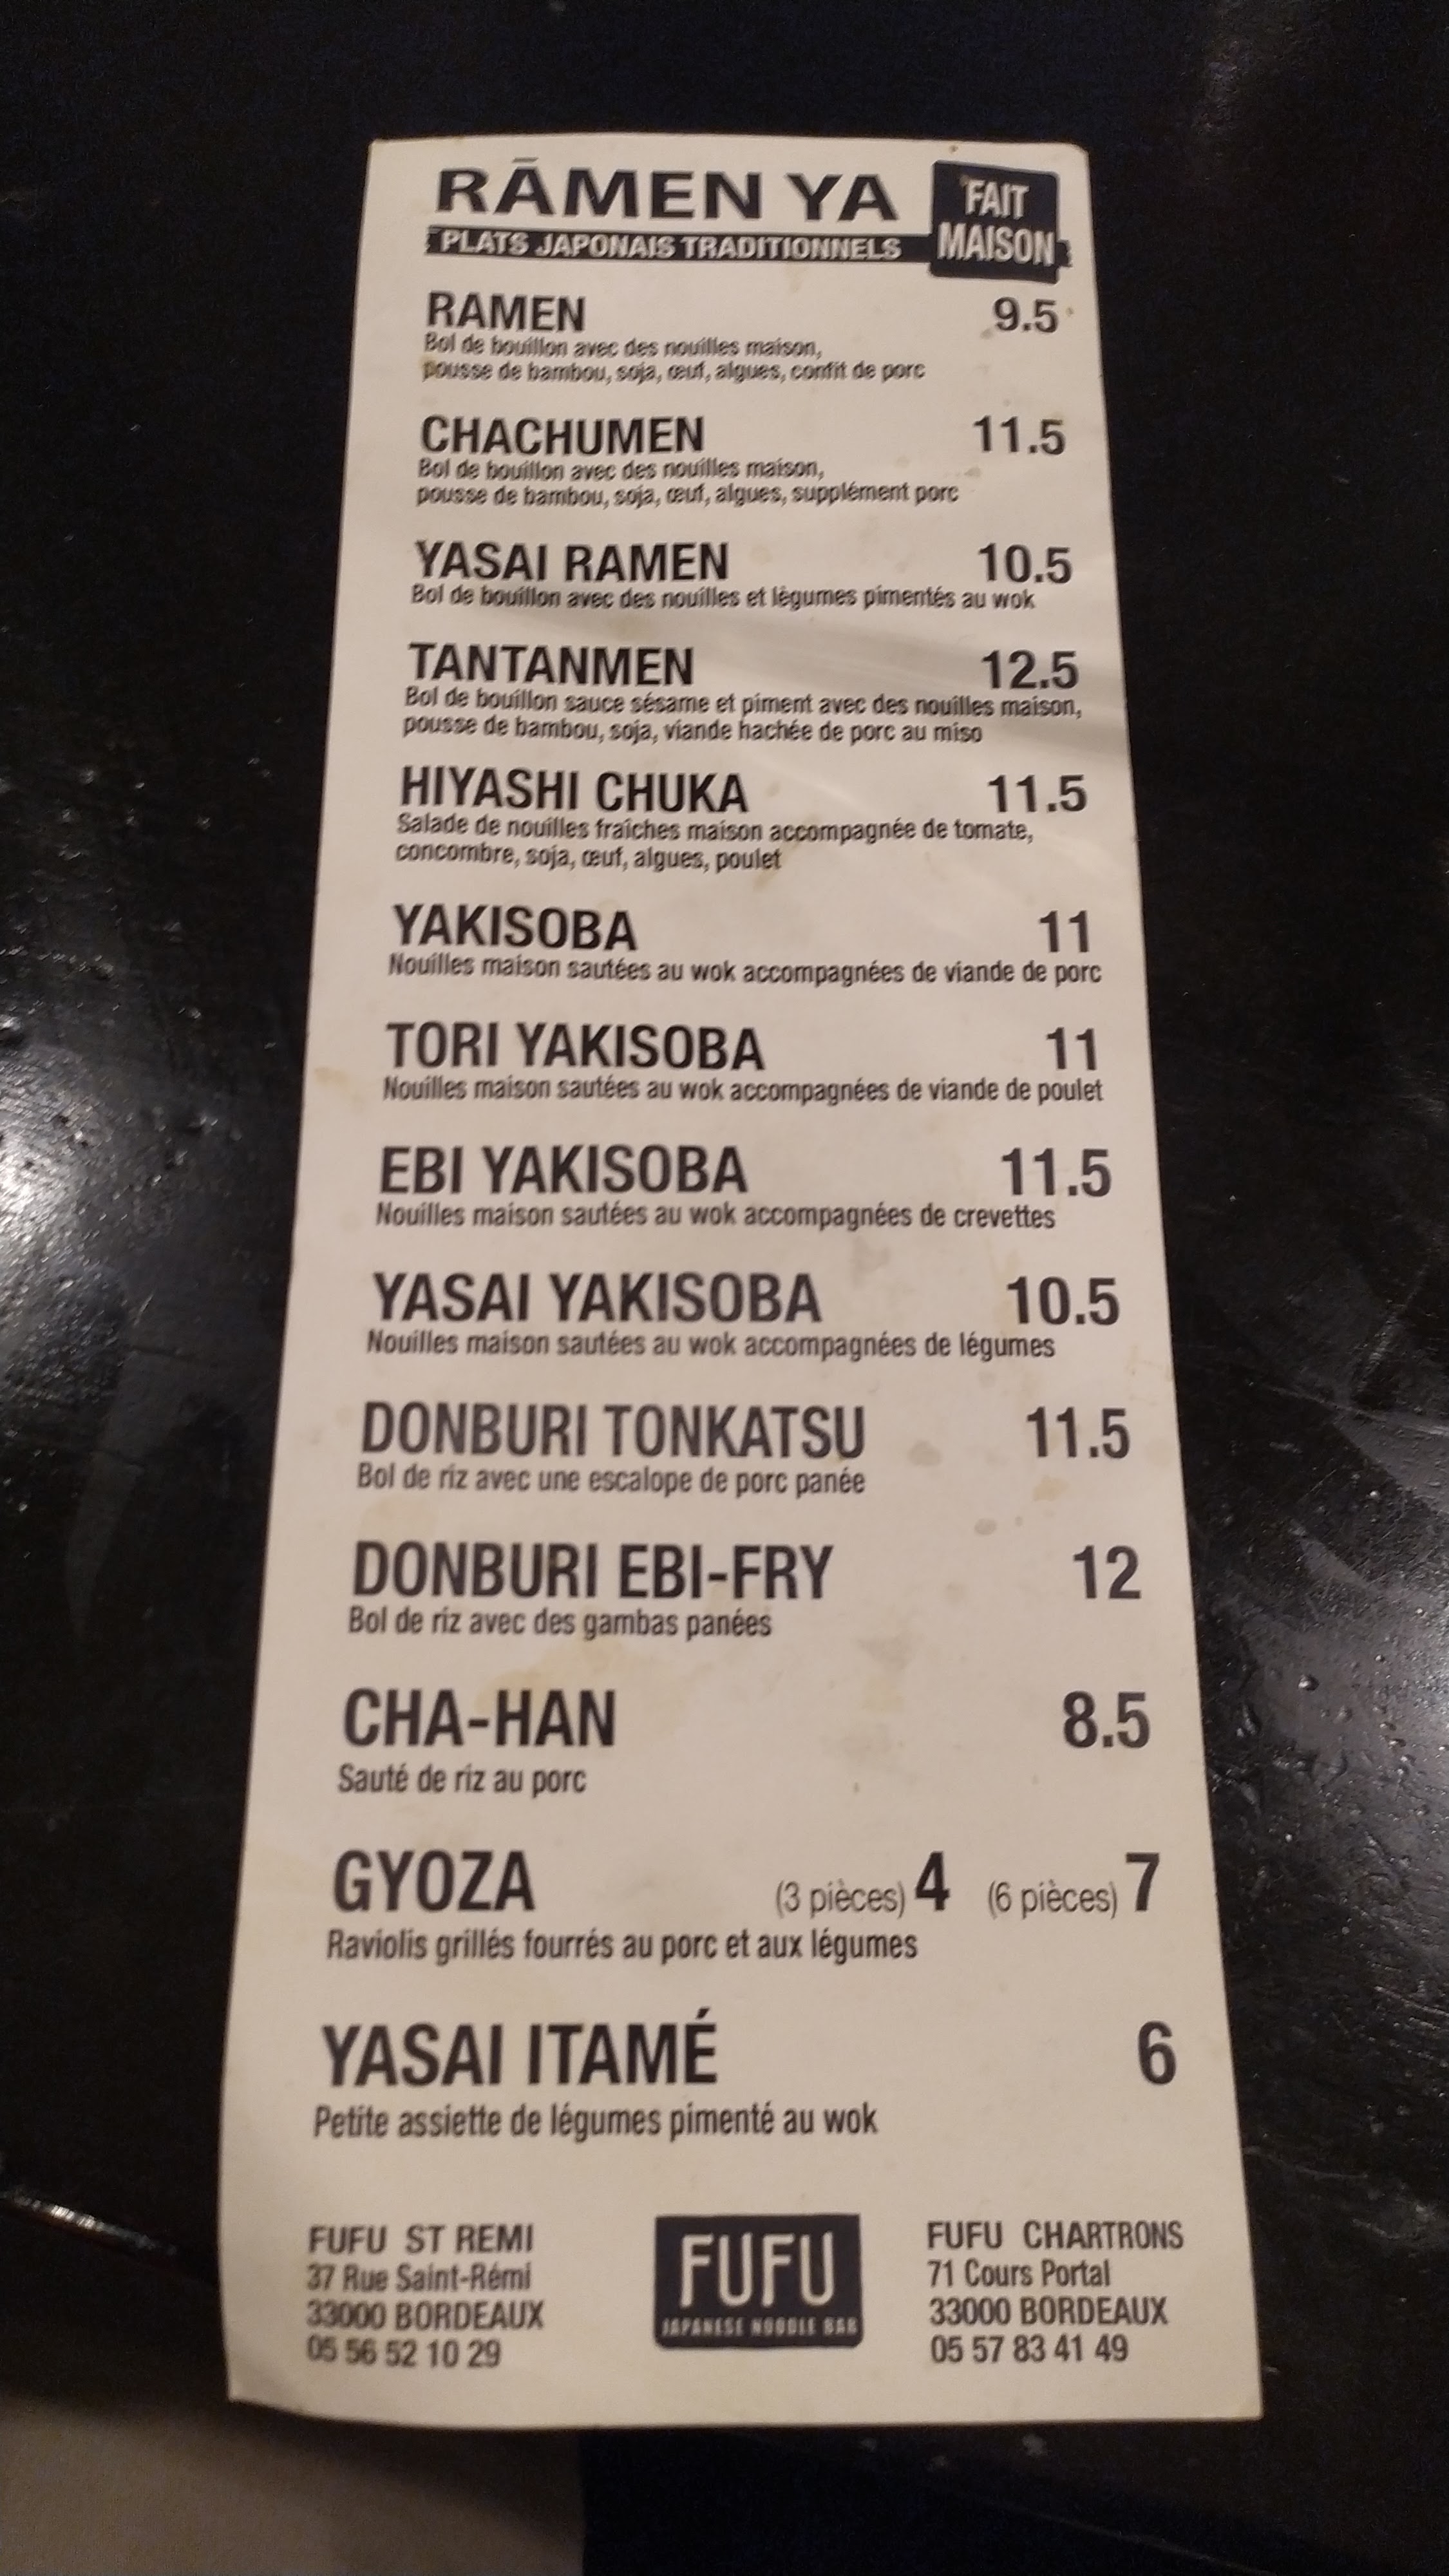 RĀMEN YA
FAIT
MAISON
PLATS JAPONAIS TRADITIONNELS
RAMEN 9.5
Bol de bouillon avec des nouilles maison,
pousse de bambou, soja, œuf, algues, confit de porc
CHACHUMEN 11.5
Bol de bouillon avec des nouilles maison,
pousse de bambou, soja, œuf, algues, supplément porc
YASAI RAMEN 10.5
Bol de bouillon avec des nouilles et légumes pimentés au wok
TANTANMEN 12.5
Bol de bouillon sauce sésame et piment avec des nouilles maison,
pousse de bambou, soja, viande hachée de porc au miso
HIYASHI CHUKA 11.5
Salade de nouilles fraîches maison accompagnée de tomate,
concombre, soja, œuf, algues, poulet
YAKISOBA 11
Nouilles maison sautées au wok accompagnées de viande de porc
TORI YAKISOBA 11
Nouilles maison sautées au wok accompagnées de viande de poulet
EBI YAKISOBA 11.5
Nouilles maison sautées au wok accompagnées de crevettes
YASAI YAKISOBA 10.5
Nouilles maison sautées au wok accompagnées de légumes
DONBURI TONKATSU 11.5
Bol de riz avec une escalope de porc panée
DONBURI EBI-FRY 12
Bol de riz avec des gambas panées
CHA-HAN 8.5
Sauté de riz au porc
GYOZA (3 pièces) 4 (6 pièces) 7
Raviolis grillés fourrés au porc et aux légumes
YASAI ITAMÉ 6
Petite assiette de légumes pimenté au wok
FUFU ST REMI
37 Rue Saint-Rémi
33000 BORDEAUX
05 56 52 10 29
FUFU
JAPANESE NOODLE BAR
FUFU CHARTRONS
71 Cours Portal
33000 BORDEAUX
05 57 83 41 49